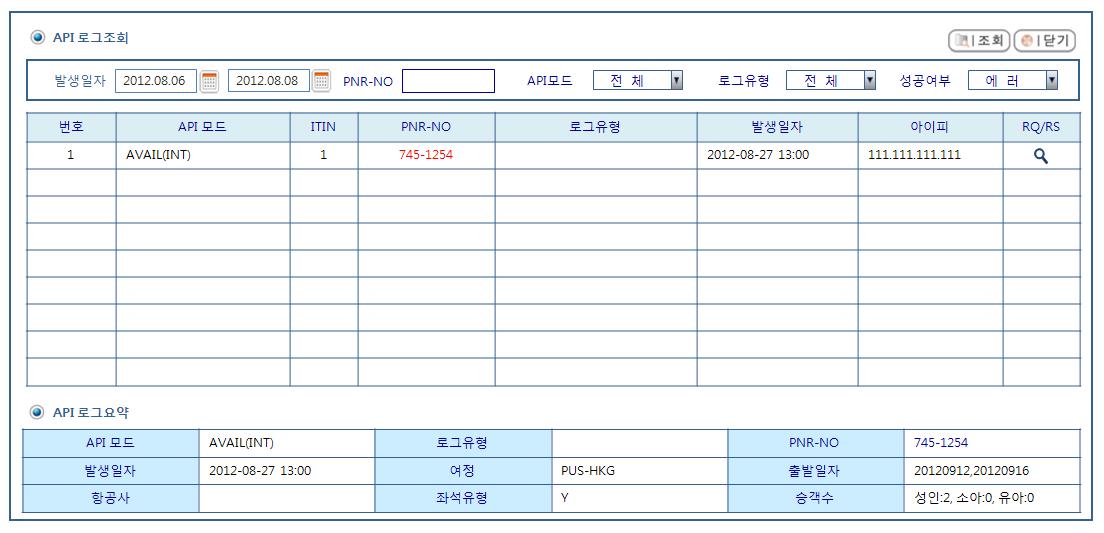 API 로그조회
조회 닫기
발생일자 2012.08.06 2012.08.08 PNR-NO API모드 전 체 로그유형 전 체 성공여부 에 러
번호 API 모드 ITIN PNR-NO 로그유형 발생일자 아이피 RQ/RS
1 AVAIL(INT) 1 745-1254 2012-08-27 13:00 111.111.111.111
API 로그요약
API 모드 AVAIL(INT) 로그유형 PNR-NO 745-1254
발생일자 2012-08-27 13:00 여정 PUS-HKG 출발일자 20120912,20120916
항공사 좌석유형 Y 승객수 성인:2, 소아:0, 유아:0